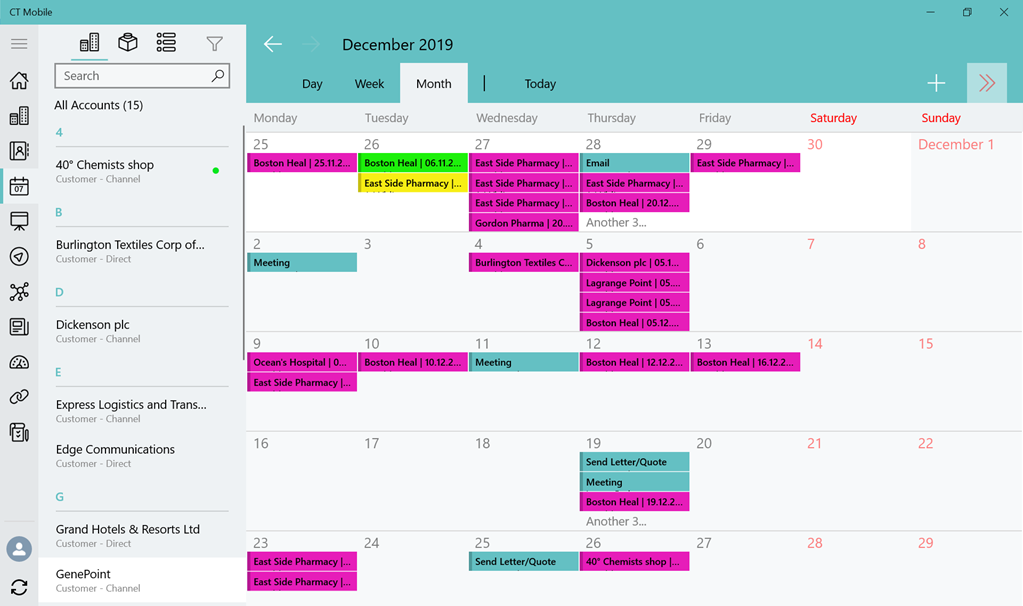 CT Mobile
December 2019
Search
Day Week Month | Today
All Accounts (15)
4
40° Chemists shop
Customer - Channel
B
Burlington Textiles Corp of...
Customer - Direct
D
Dickenson plc
Customer - Channel
E
Express Logistics and Trans...
Customer - Channel
Edge Communications
Customer - Direct
G
Grand Hotels & Resorts Ltd
Customer - Direct
GenePoint
Customer - Channel
07
Monday Tuesday Wednesday Thursday Friday Saturday Sunday
25 26 27 28 29 30 December 1
Boston Heal | 25.11.2... Boston Heal | 06.11.2... East Side Pharmacy |... Email East Side Pharmacy |...
East Side Pharmacy |... East Side Pharmacy |... East Side Pharmacy |...
East Side Pharmacy |... Boston Heal | 20.12....
Gordon Pharma | 20.... Another 3...
2 3 4 5 6 7 8
Meeting Burlington Textiles C... Dickenson plc | 05.1...
Lagrange Point | 05....
Lagrange Point | 05....
Boston Heal | 05.12....
9 10 11 12 13 14 15
Ocean's Hospital | 0... Boston Heal | 10.12.2... Meeting Boston Heal | 12.12.2... Boston Heal | 16.12.2...
East Side Pharmacy |...
16 17 18 19 20 21 22
Send Letter/Quote
Meeting
Boston Heal | 19.12.2...
Another 3...
23 24 25 26 27 28 29
East Side Pharmacy |... Send Letter/Quote 40° Chemists shop |...
East Side Pharmacy |...